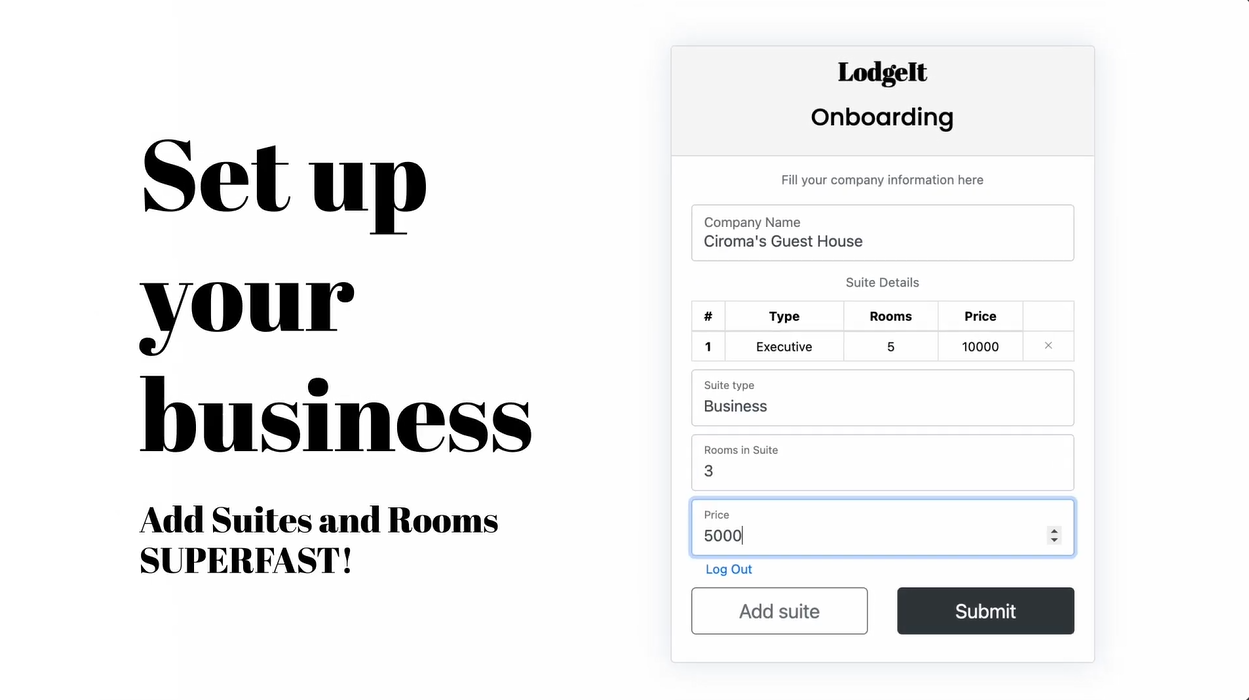 Set up
your
business
Add Suites and Rooms
SUPERFAST!
LodgeIt
Onboarding
Fill your company information here
Company Name
Ciroma's Guest House
Suite Details
# Type Rooms Price
1 Executive 5 10000 ×
Suite type
Business
Rooms in Suite
3
Price
5000
Log Out
Add suite Submit